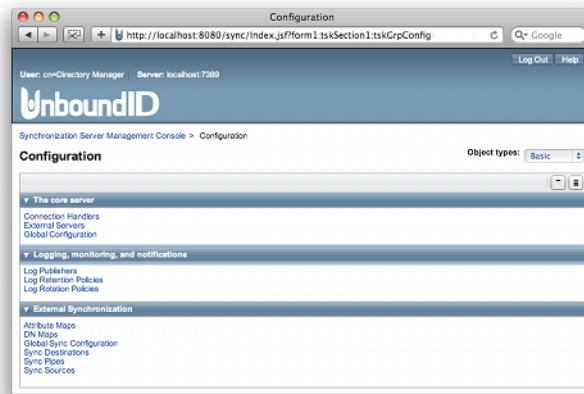 Configuration
http://localhost:8080/sync/Index.jsf?form1:tskSection1:tskGrpConfig
Google
Log Out Help
User: cn=Directory Manager Server: localhost:7389
UnboundID
Synchronization Server Management Console > Configuration
Configuration
Object types: Basic
The core server
Connection Handlers
External Servers
Global Configuration
Logging, monitoring, and notifications
Log Publishers
Log Retention Policies
Log Rotation Policies
External Synchronization
Attribute Maps
DN Maps
Global Sync Configuration
Sync Destinations
Sync Pipes
Sync Sources